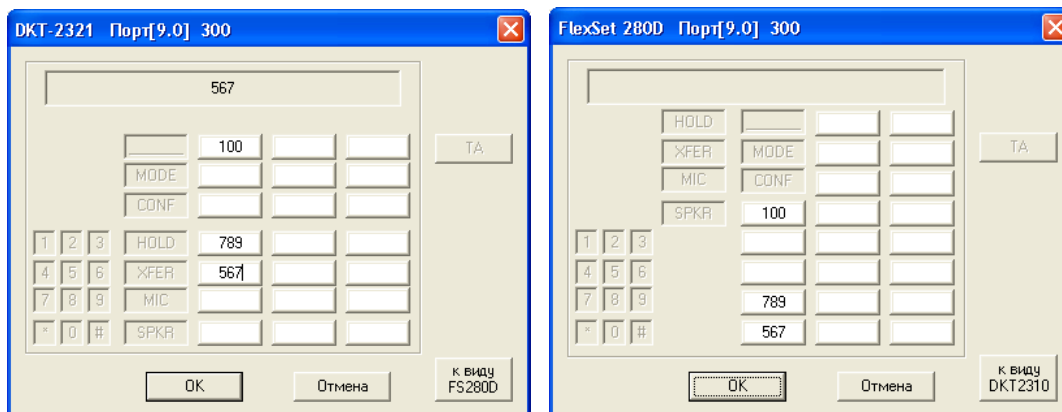 DKT-2321 Порт[9.0] 300
567
100
TA
MODE
CONF
1 2 3 HOLD 789
4 5 6 XFER 567
7 8 9 MIC
* 0 # SPKR
OK
Отмена
к виду
FS280D
FlexSet 280D Порт[9.0] 300
HOLD
XFER MODE
TA
MIC CONF
SPKR 100
1 2 3
4 5 6
7 8 9 789
* 0 # 567
OK
Отмена
к виду
DKT2310